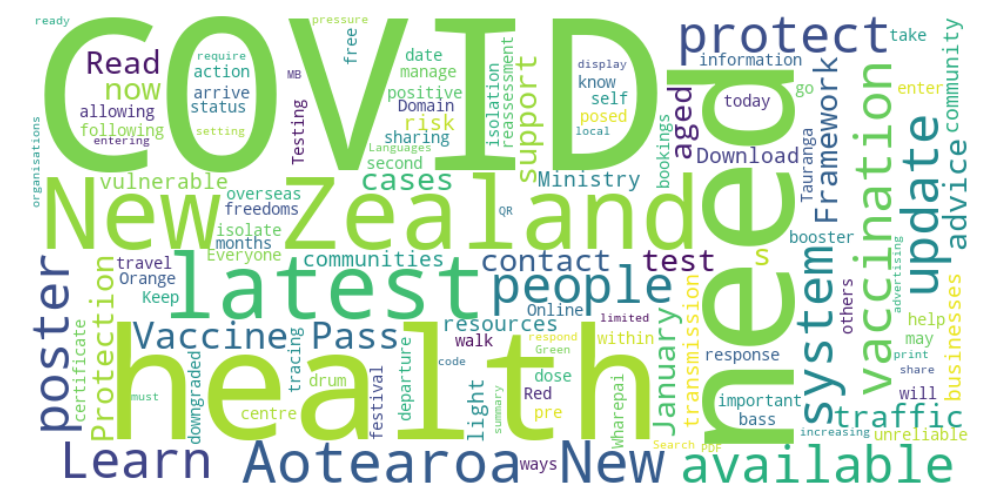 ready
pressure
COVID
protect
take
Read
require
free
date
display
information
now
action
MB
manage
know
need
go
enter
community
allowing
arrive
positive
isolation
reassessment
support
self
aged
today
Framework
vaccination
following
status
Domain
risk
posed
entering
setting
Testing
sharing
local
organisations
Languages
second
bookings
Download
Tauranga
update
advice
vulnerable
overseas
cases
Ministry
New Zealand
freedoms
QR
isolate
months
Everyone
communities
contact
test
s
booster
system
others
advertising
travel
Orange
Keep
latest
people
Online
limited
January
transmission
businesses
poster
Protection
certificate
Vaccine Pass
resources
walk
respond
Green
within
help
may
print
share
response
health
must
downgraded
tracing
drum
centre
festival
departure
code
light
summary
dose
Red
pre
wharepai
important
bass
will
traffic
increasing
unreliable
Search
PDF
Learn
Aotearoa New
ways
available